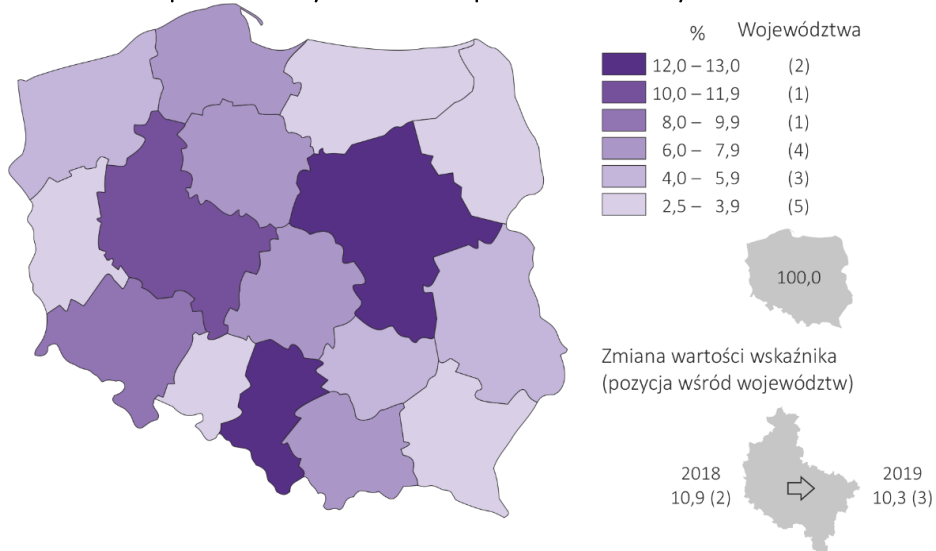 % Województwa
12,0 – 13,0 (2)
10,0 – 11,9 (1)
8,0 – 9,9 (1)
6,0 – 7,9 (4)
4,0 – 5,9 (3)
2,5 – 3,9 (5)
100,0
Zmiana wartości wskaźnika
(pozycja wśród województw)
2018
10,9 (2)
2019
10,3 (3)